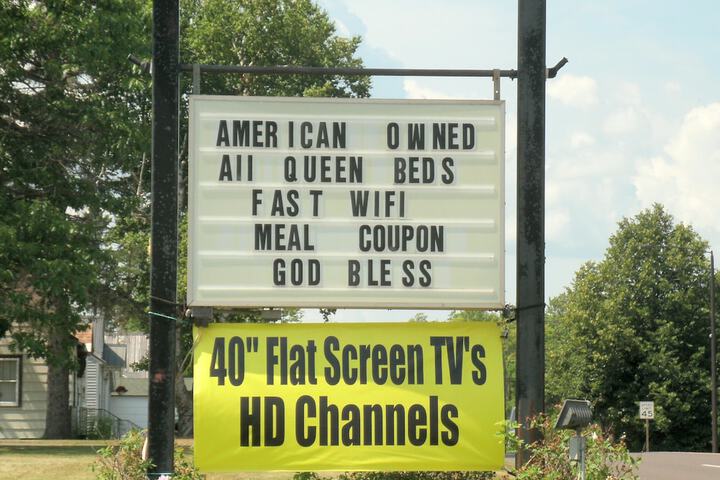 AMERICAN OWNED
All QUEEN BEDS
FAST WIFI
MEAL COUPON
GOD BLESS
40" Flat Screen TV's
HD Channels
45